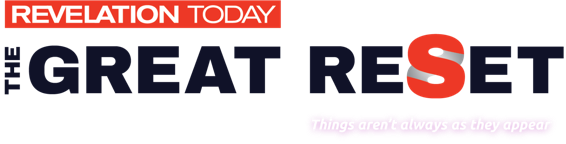 REVELATION TODAY
THE GREAT RESET
Things aren't always as they appear